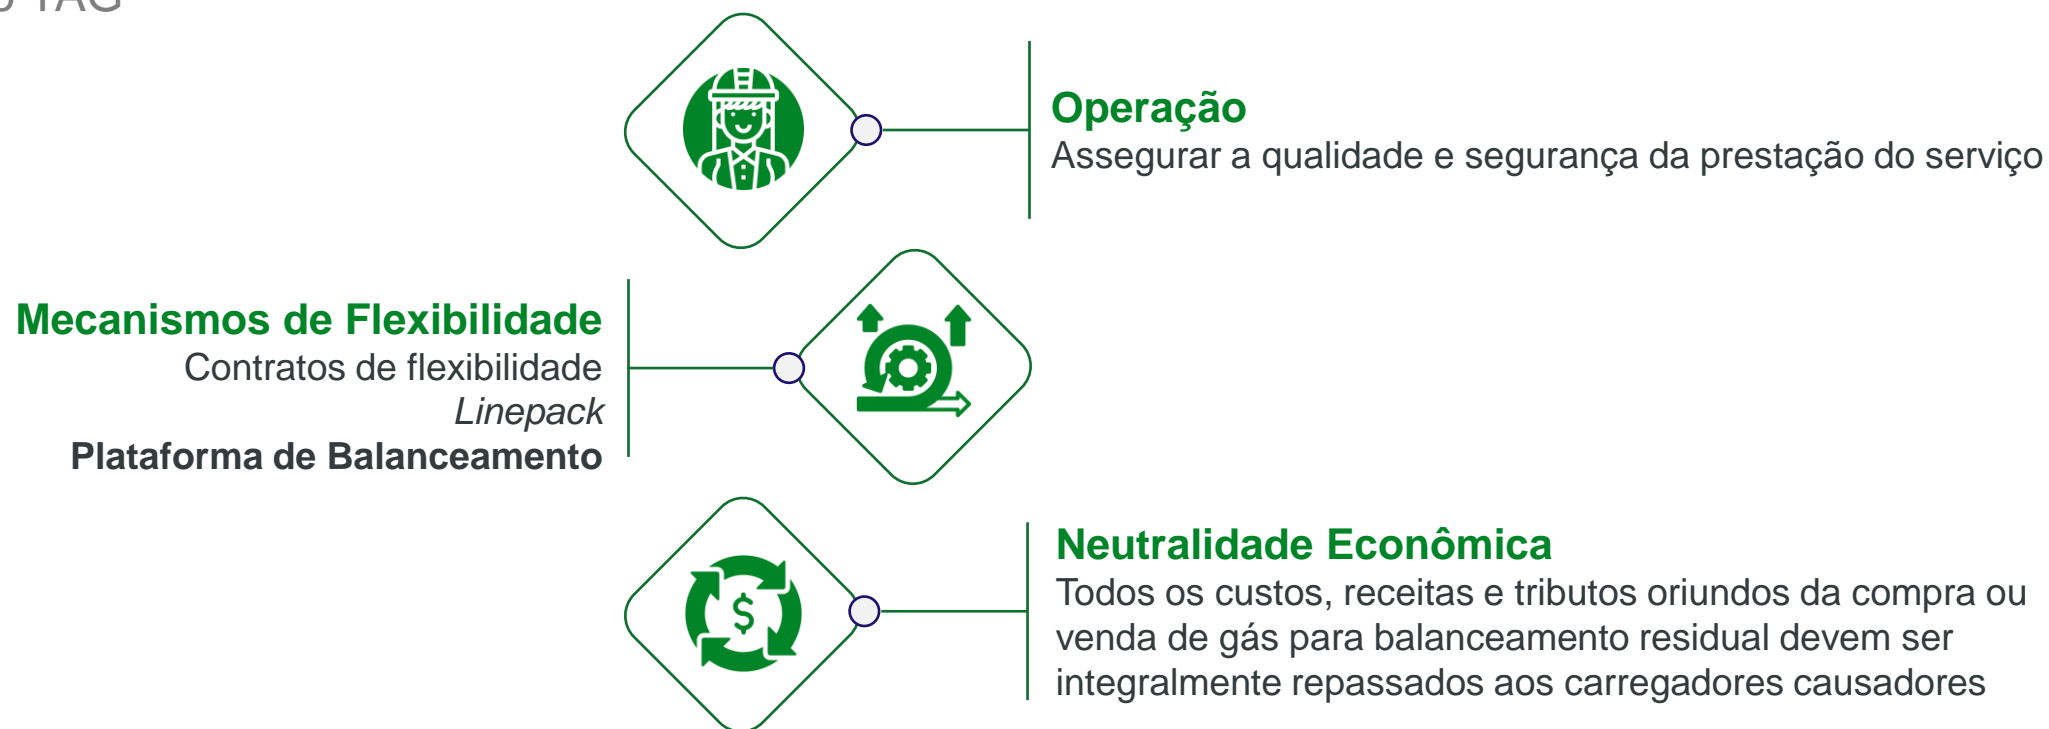 TAG
Operação
Assegurar a qualidade e segurança da prestação do serviço
Mecanismos de Flexibilidade
Contratos de flexibilidade
Linepack
Plataforma de Balanceamento
$
Neutralidade Econômica
Todos os custos, receitas e tributos oriundos da compra ou
venda de gás para balanceamento residual devem ser
integralmente repassados aos carregadores causadores